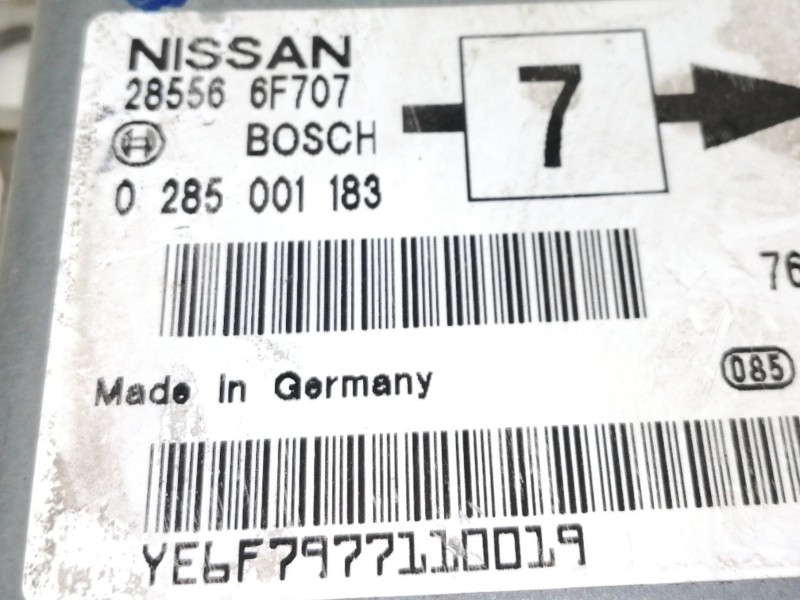 NISSAN
28556 6F707
7
BOSCH
0 285 001 183
76
Made in Germany
085
YE6F7977110019